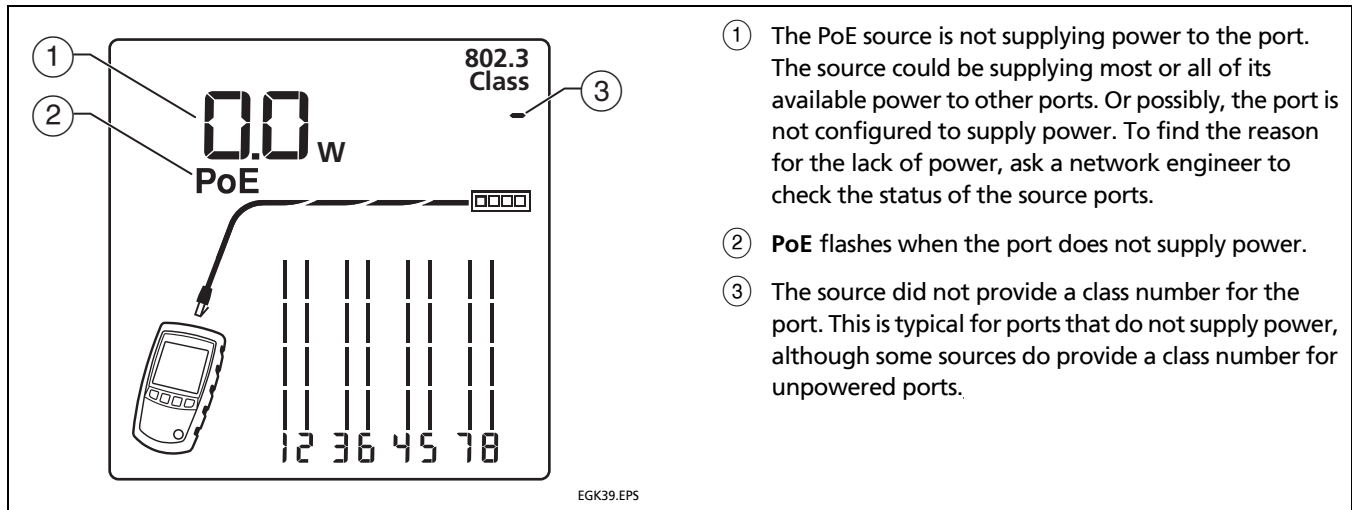 1
2
3
0.0 W
PoE
802.3
Class
-
12 36 45 78
EGK39.EPS
1 The PoE source is not supplying power to the port.
The source could be supplying most or all of its
available power to other ports. Or possibly, the port is
not configured to supply power. To find the reason
for the lack of power, ask a network engineer to
check the status of the source ports.
2 PoE flashes when the port does not supply power.
3 The source did not provide a class number for the
port. This is typical for ports that do not supply power,
although some sources do provide a class number for
unpowered ports.